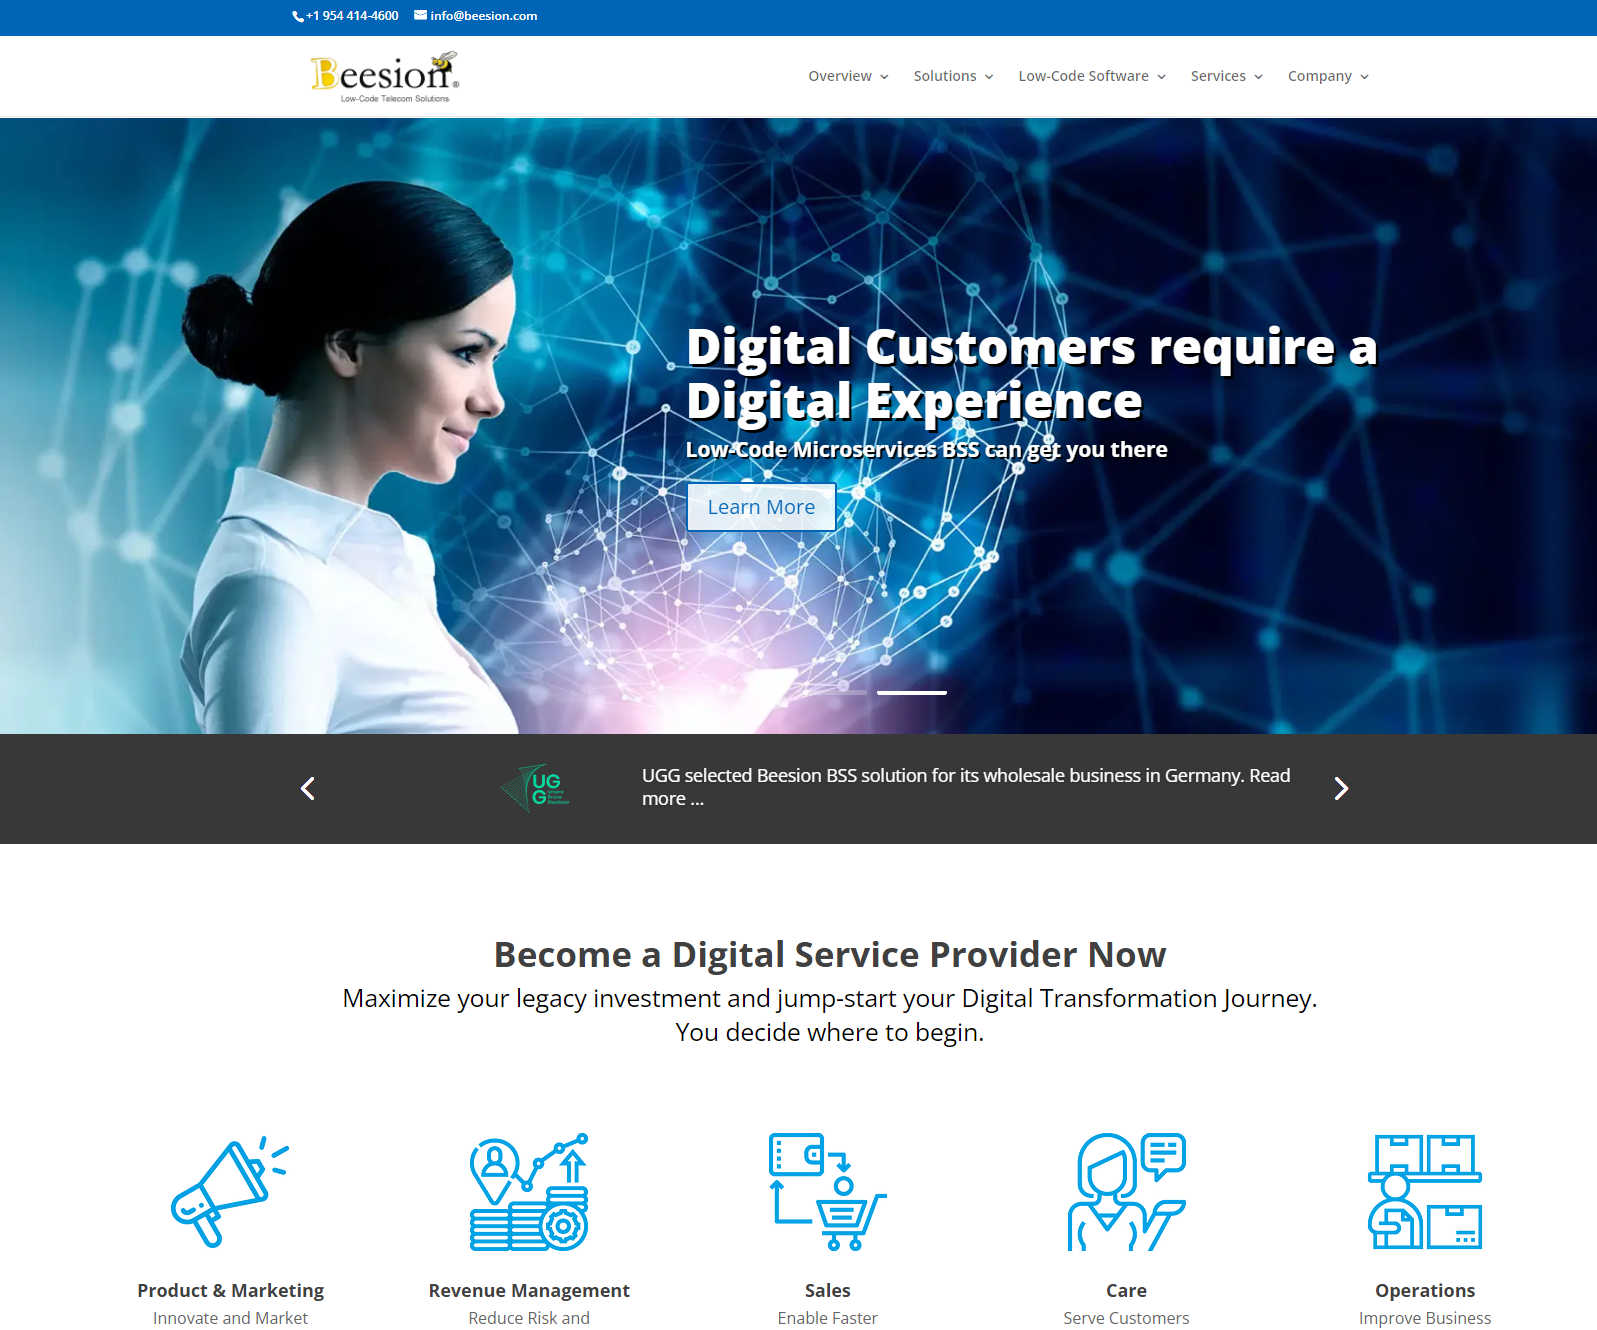 +1 954 414-4600 info@beesion.com
Beesion®
Low-Code Telecom Solutions
Overview Solutions Low-Code Software Services Company
Digital Customers require a
Digital Experience
Low-Code Microservices BSS can get you there
Learn More
UGG
UGG selected Beesion BSS solution for its wholesale business in Germany. Read
more ...
Become a Digital Service Provider Now
Maximize your legacy investment and jump-start your Digital Transformation Journey.
You decide where to begin.
Product & Marketing
Innovate and Market
Revenue Management
Reduce Risk and
Sales
Enable Faster
Care
Serve Customers
Operations
Improve Business